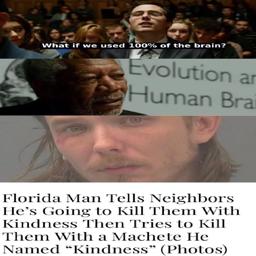 What if we used 100% of the brain?
Evolution an
Human Brai
Florida Man Tells Neighbors
He's Going to Kill Them With
Kindness Then Tries to Kill
Them With a Machete He
Named “Kindness” (Photos)